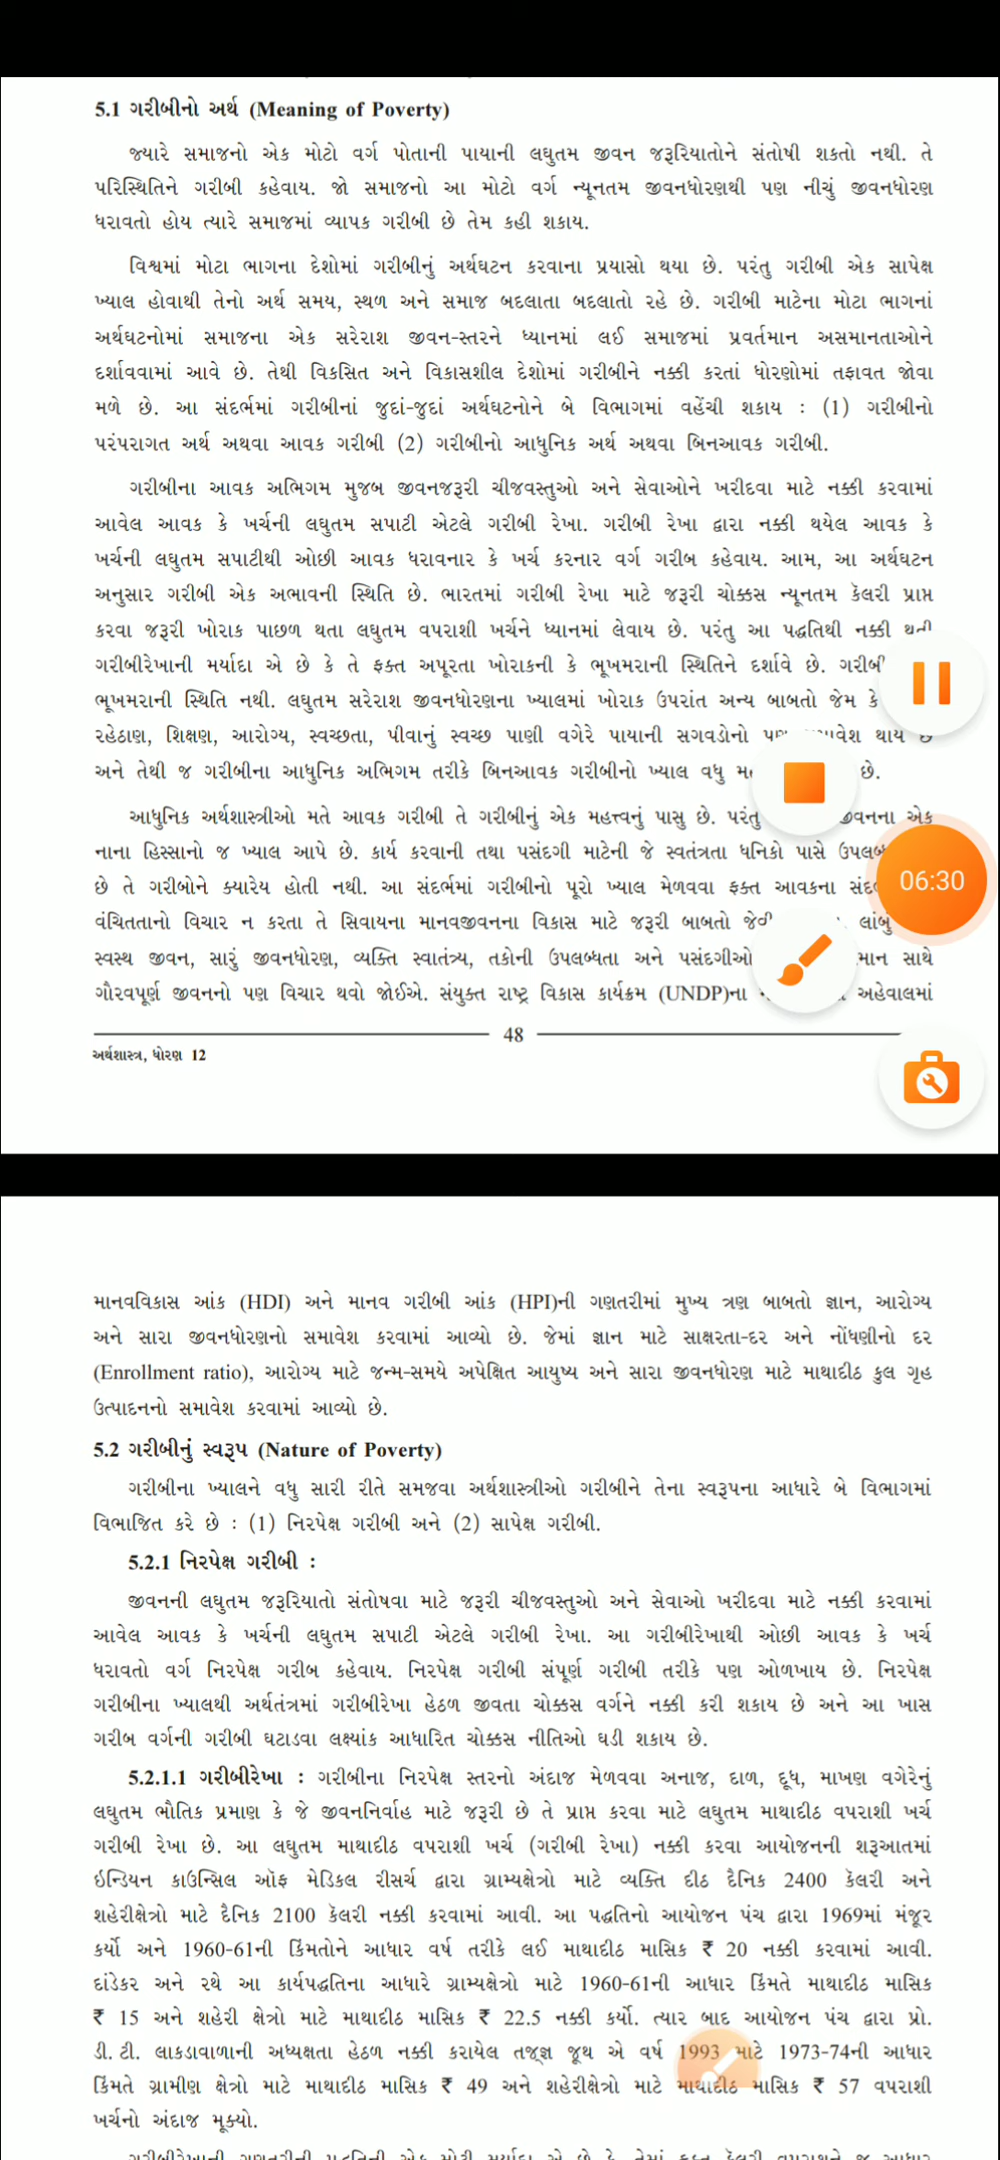 5.1 ગરીબીનો અર્થ (Meaning of Poverty)
જ્યારે સમાજનો એક મોટો વર્ગ પોતાની પાયાની લઘુતમ જીવન જરૂરિયાતોને સંતોષી શકતો નથી. તે
પરિસ્થિતિને ગરીબી કહેવાય. જો સમાજનો આ મોટો વર્ગ ન્યૂનતમ જીવનધોરણથી પણ નીચું જીવનધોરણ
ધરાવતો હોય ત્યારે સમાજમાં વ્યાપક ગરીબી છે તેમ કહી શકાય.
વિશ્વમાં મોટા ભાગના દેશોમાં ગરીબીનું અર્થઘટન કરવાના પ્રયાસો થયા છે. પરંતુ ગરીબી એક સાપેક્ષ
ખ્યાલ હોવાથી તેનો અર્થ સમય, સ્થળ અને સમાજ બદલાતા બદલાતો રહે છે. ગરીબી માટેના મોટા ભાગનાં
અર્થઘટનોમાં સમાજના એક સરેરાશ જીવન-સ્તરને ધ્યાનમાં લઈ સમાજમાં પ્રવર્તમાન અસમાનતાઓને
દર્શાવવામાં આવે છે. તેથી વિકસિત અને વિકાસશીલ દેશોમાં ગરીબીને નક્કી કરતાં ધોરણોમાં તફાવત જોવા
મળે છે. આ સંદર્ભમાં ગરીબીનાં જુદાં-જુદાં અર્થઘટનોને બે વિભાગમાં વહેંચી શકાય : (1) ગરીબીનો
પરંપરાગત અર્થ અથવા આવક ગરીબી (2) ગરીબીનો આધુનિક અર્થ અથવા બિનઆવક ગરીબી.
ગરીબીના આવક અભિગમ મુજબ જીવનજરૂરી ચીજવસ્તુઓ અને સેવાઓને ખરીદવા માટે નક્કી કરવામાં
આવેલ આવક કે ખર્ચની લઘુતમ સપાટી એટલે ગરીબી રેખા. ગરીબી રેખા દ્વારા નક્કી થયેલ આવક કે
ખર્ચની લઘુતમ સપાટીથી ઓછી આવક ધરાવનાર કે ખર્ચ કરનાર વર્ગ ગરીબ કહેવાય. આમ, આ અર્થઘટન
અનુસાર ગરીબી એક અભાવની સ્થિતિ છે. ભારતમાં ગરીબી રેખા માટે જરૂરી ચોક્કસ ન્યૂનતમ કૅલરી પ્રાપ્ત
કરવા જરૂરી ખોરાક પાછળ થતા લઘુતમ વપરાશી ખર્ચને ધ્યાનમાં લેવાય છે. પરંતુ આ પદ્ધતિથી નક્કી થતી
ગરીબીરેખાની મર્યાદા એ છે કે તે ફક્ત અપૂરતા ખોરાકની કે ભૂખમરાની સ્થિતિને દર્શાવે છે. ગરીબી
ભૂખમરાની સ્થિતિ નથી. લઘુતમ સરેરાશ જીવનધોરણના ખ્યાલમાં ખોરાક ઉપરાંત અન્ય બાબતો જેમ કે
રહેઠાણ, શિક્ષણ, આરોગ્ય, સ્વચ્છતા, પીવાનું સ્વચ્છ પાણી વગેરે પાયાની સગવડોનો પણ સમાવેશ થાય છે
અને તેથી જ ગરીબીના આધુનિક અભિગમ તરીકે બિનઆવક ગરીબીનો ખ્યાલ વધુ છે.
આધુનિક અર્થશાસ્ત્રીઓ મતે આવક ગરીબી તે ગરીબીનું એક મહત્ત્વનું પાસુ છે. પરંતુ જીવનના એક
નાના હિસ્સાનો જ ખ્યાલ આપે છે. કાર્ય કરવાની તથા પસંદગી માટેની જે સ્વતંત્રતા ધનિકો પાસે
છે તે ગરીબોને ક્યારેય હોતી નથી. આ સંદર્ભમાં ગરીબીનો પૂરો ખ્યાલ મેળવવા ફક્ત આવકના
વંચિતતાનો વિચાર ન કરતા તે સિવાયના માનવજીવનના વિકાસ માટે જરૂરી બાબતો જેવી લાંબું
સ્વસ્થ જીવન, સારું જીવનધોરણ, વ્યક્તિ સ્વાતંત્ર્ય, તકોની ઉપલબ્ધતા અને પસંદગીઓ સાથે
ગૌરવપૂર્ણ જીવનનો પણ વિચાર થવો જોઈએ. સંયુક્ત રાષ્ટ્ર વિકાસ કાર્યક્રમ (UNDP)ના અહેવાલમાં
06:30
48
અર્થશાસ્ત્ર, ધોરણ 12
માનવવિકાસ આંક (HDI) અને માનવ ગરીબી આંક (HPI)ની ગણતરીમાં મુખ્ય ત્રણ બાબતો જ્ઞાન, આરોગ્ય
અને સારા જીવનધોરણનો સમાવેશ કરવામાં આવ્યો છે. જેમાં જ્ઞાન માટે સાક્ષરતા-દર અને નોંધણીનો દર
(Enrollment ratio), આરોગ્ય માટે જન્મ-સમયે અપેક્ષિત આયુષ્ય અને સારા જીવનધોરણ માટે માથાદીઠ કુલ ગૃહ
ઉત્પાદનનો સમાવેશ કરવામાં આવ્યો છે.
5.2 ગરીબીનું સ્વરૂપ (Nature of Poverty)
ગરીબીના ખ્યાલને વધુ સારી રીતે સમજવા અર્થશાસ્ત્રીઓ ગરીબીને તેના સ્વરૂપના આધારે બે વિભાગમાં
વિભાજિત કરે છે : (1) નિરપેક્ષ ગરીબી અને (2) સાપેક્ષ ગરીબી.
5.2.1 નિરપેક્ષ ગરીબી :
જીવનની લઘુતમ જરૂરિયાતો સંતોષવા માટે જરૂરી ચીજવસ્તુઓ અને સેવાઓ ખરીદવા માટે નક્કી કરવામાં
આવેલ આવક કે ખર્ચની લઘુતમ સપાટી એટલે ગરીબી રેખા. આ ગરીબીરેખાથી ઓછી આવક કે ખર્ચ
ધરાવતો વર્ગ નિરપેક્ષ ગરીબ કહેવાય. નિરપેક્ષ ગરીબી સંપૂર્ણ ગરીબી તરીકે પણ ઓળખાય છે. નિરપેક્ષ
ગરીબીના ખ્યાલથી અર્થતંત્રમાં ગરીબીરેખા હેઠળ જીવતા ચોક્કસ વર્ગને નક્કી કરી શકાય છે અને આ ખાસ
ગરીબ વર્ગની ગરીબી ઘટાડવા લક્ષ્યાંક આધારિત ચોક્કસ નીતિઓ ઘડી શકાય છે.
5.2.1.1 ગરીબીરેખા : ગરીબીના નિરપેક્ષ સ્તરનો અંદાજ મેળવવા અનાજ, દાળ, દૂધ, માખણ વગેરેનું
લઘુતમ ભૌતિક પ્રમાણ કે જે જીવનનિર્વાહ માટે જરૂરી છે તે પ્રાપ્ત કરવા માટે લઘુતમ માથાદીઠ વપરાશી ખર્ચ
ગરીબી રેખા છે. આ લઘુતમ માથાદીઠ વપરાશી ખર્ચ (ગરીબી રેખા) નક્કી કરવા આયોજનની શરૂઆતમાં
ઇન્ડિયન કાઉન્સિલ ઑફ મેડિકલ રીસર્ચ દ્વારા ગ્રામ્યક્ષેત્રો માટે વ્યક્તિ દીઠ દૈનિક 2400 કૅલરી અને
શહેરીક્ષેત્રો માટે દૈનિક 2100 કૅલરી નક્કી કરવામાં આવી. આ પદ્ધતિનો આયોજન પંચ દ્વારા 1969માં મંજૂર
કર્યો અને 1960-61ની કિંમતોને આધાર વર્ષ તરીકે લઈ માથાદીઠ માસિક ₹ 20 નક્કી કરવામાં આવી.
દાંડેકર અને રથે આ કાર્યપદ્ધતિના આધારે ગ્રામ્યક્ષેત્રો માટે 1960-61ની આધાર કિંમતે માથાદીઠ માસિક
₹ 15 અને શહેરી ક્ષેત્રો માટે માથાદીઠ માસિક ₹ 22.5 નક્કી કર્યો. ત્યાર બાદ આયોજન પંચ દ્વારા પ્રો.
ડી. ટી. લાકડાવાળાની અધ્યક્ષતા હેઠળ નક્કી કરાયેલ તજ્જ્ઞ જૂથ એ વર્ષ 1993 માટે 1973-74ની આધાર
કિંમતે ગ્રામીણ ક્ષેત્રો માટે માથાદીઠ માસિક ₹ 49 અને શહેરીક્ષેત્રો માટે માથાદીઠ માસિક ₹ 57 વપરાશી
ખર્ચનો અંદાજ મૂક્યો.